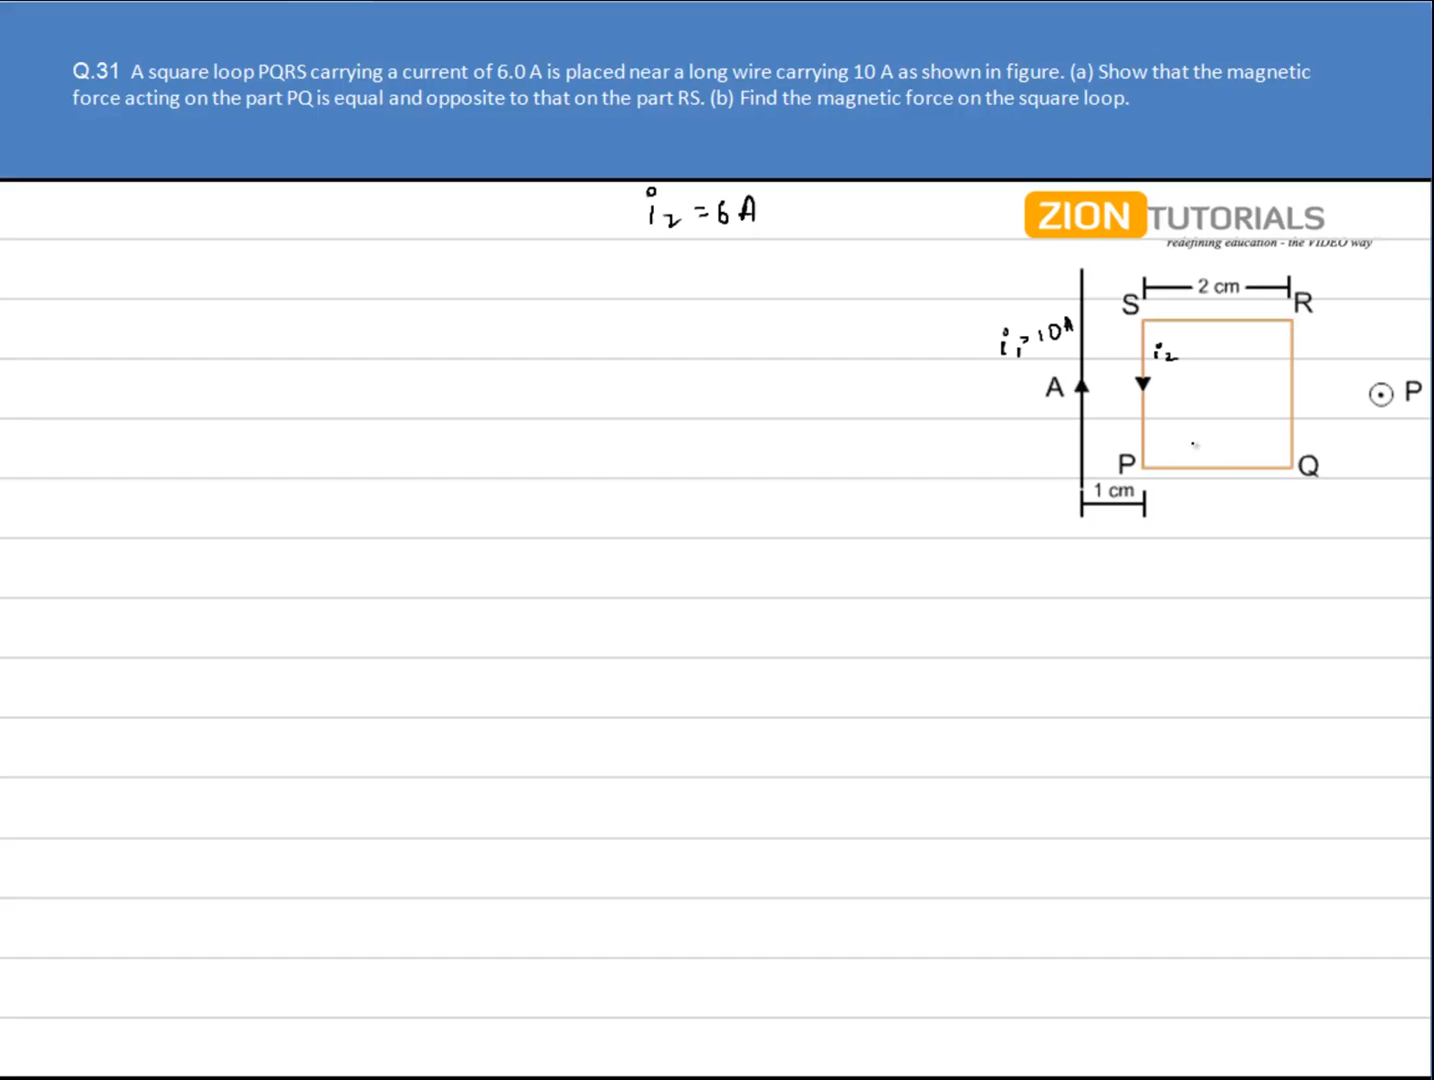 Q.31 A square loop PQRS carrying a current of 6.0 A is placed near a long wire carrying 10 A as shown in figure. (a) Show that the magnetic
force acting on the part PQ is equal and opposite to that on the part RS. (b) Find the magnetic force on the square loop.
i₂ = 6 A
ZION TUTORIALS
redefining education - the VIDEO way
S 2 cm R
i₁ = 10A
i₂
A
P
P Q
1 cm